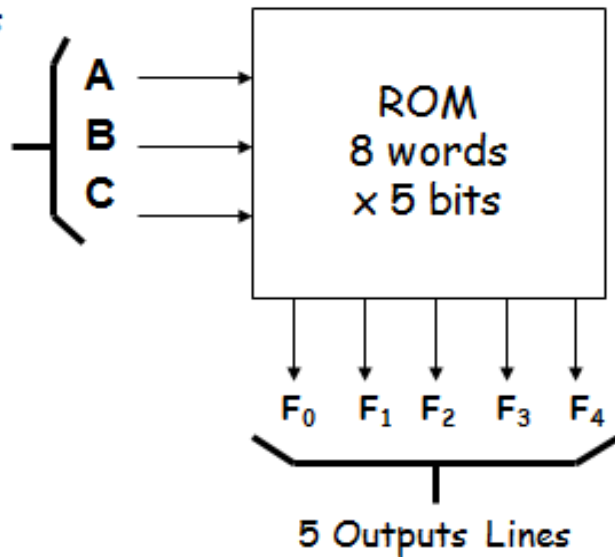 A
B
C
ROM
8 words
x 5 bits
F₀ F₁ F₂ F₃ F₄
5 Outputs Lines